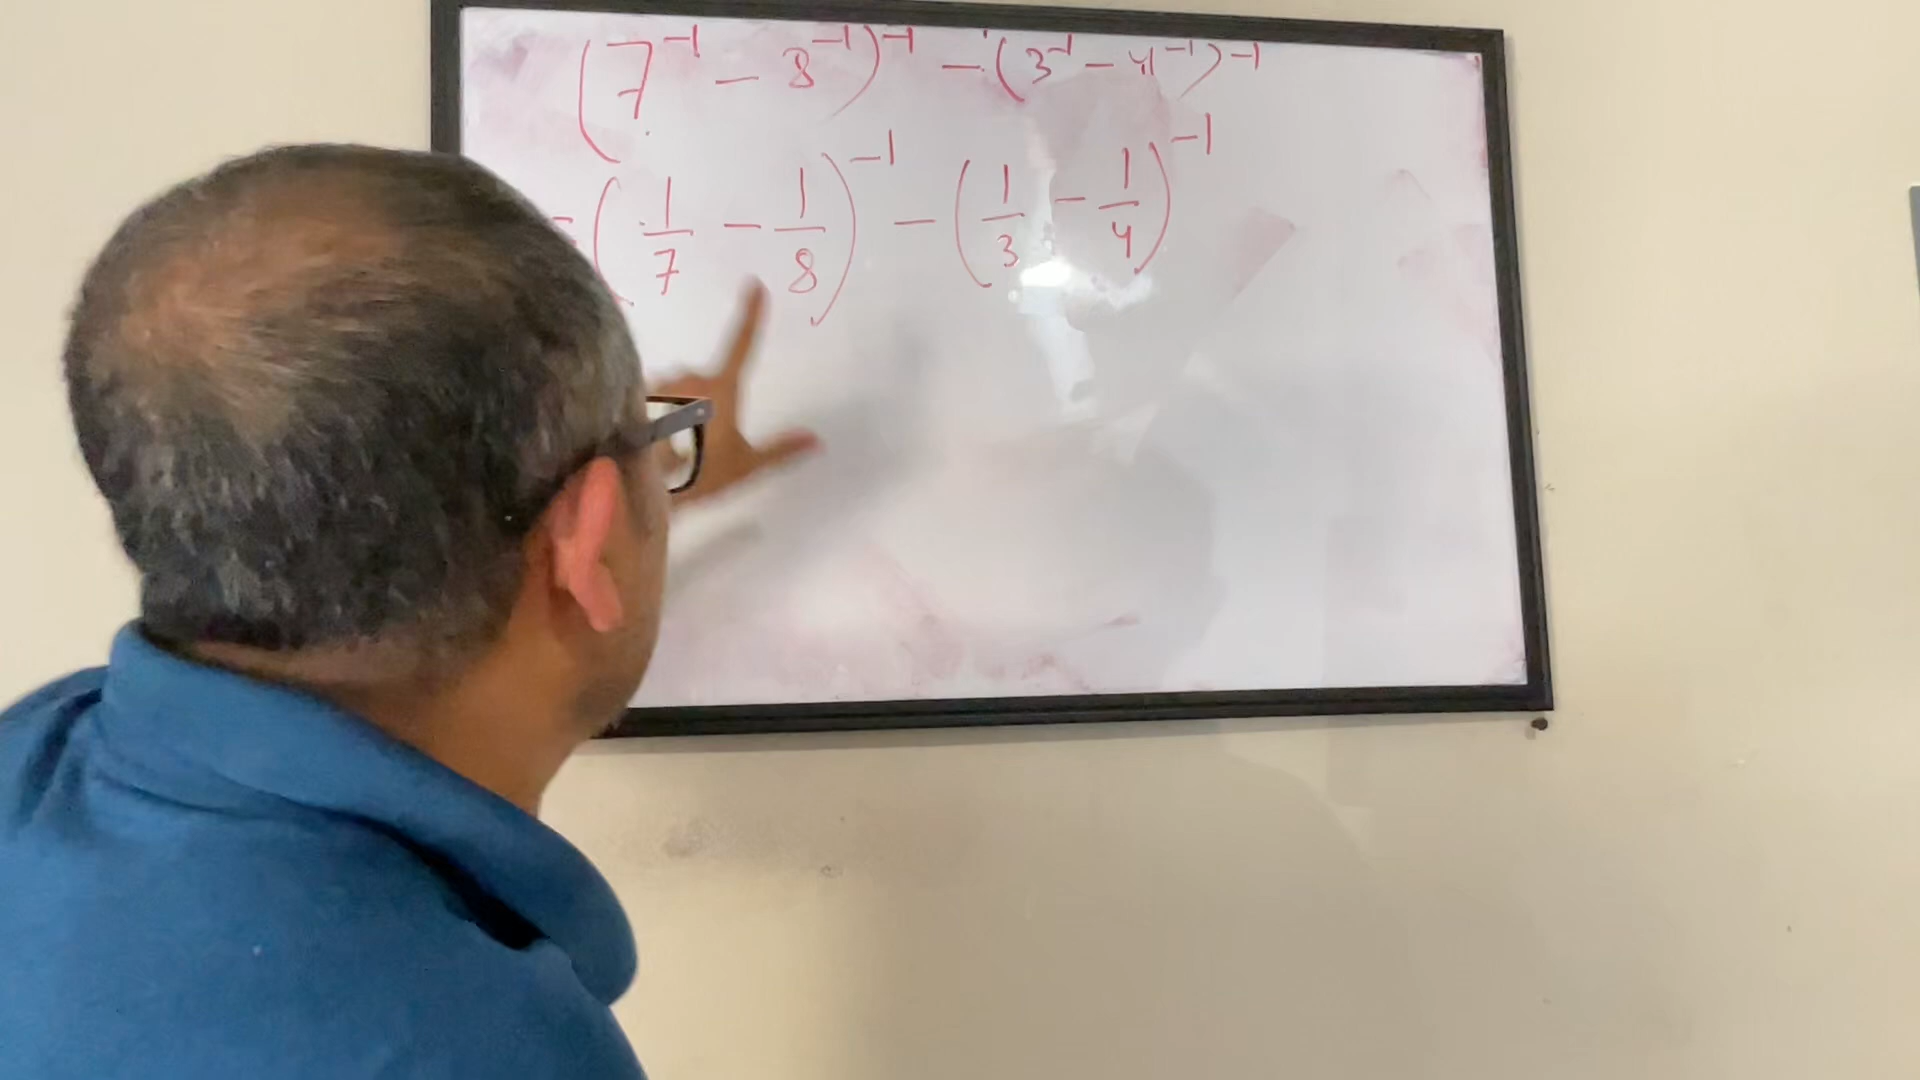 (7⁻¹ − 8⁻¹)⁻¹ − (3⁻¹ − 4⁻¹)⁻¹
= (1/7 − 1/8)⁻¹ − (1/3 − 1/4)⁻¹